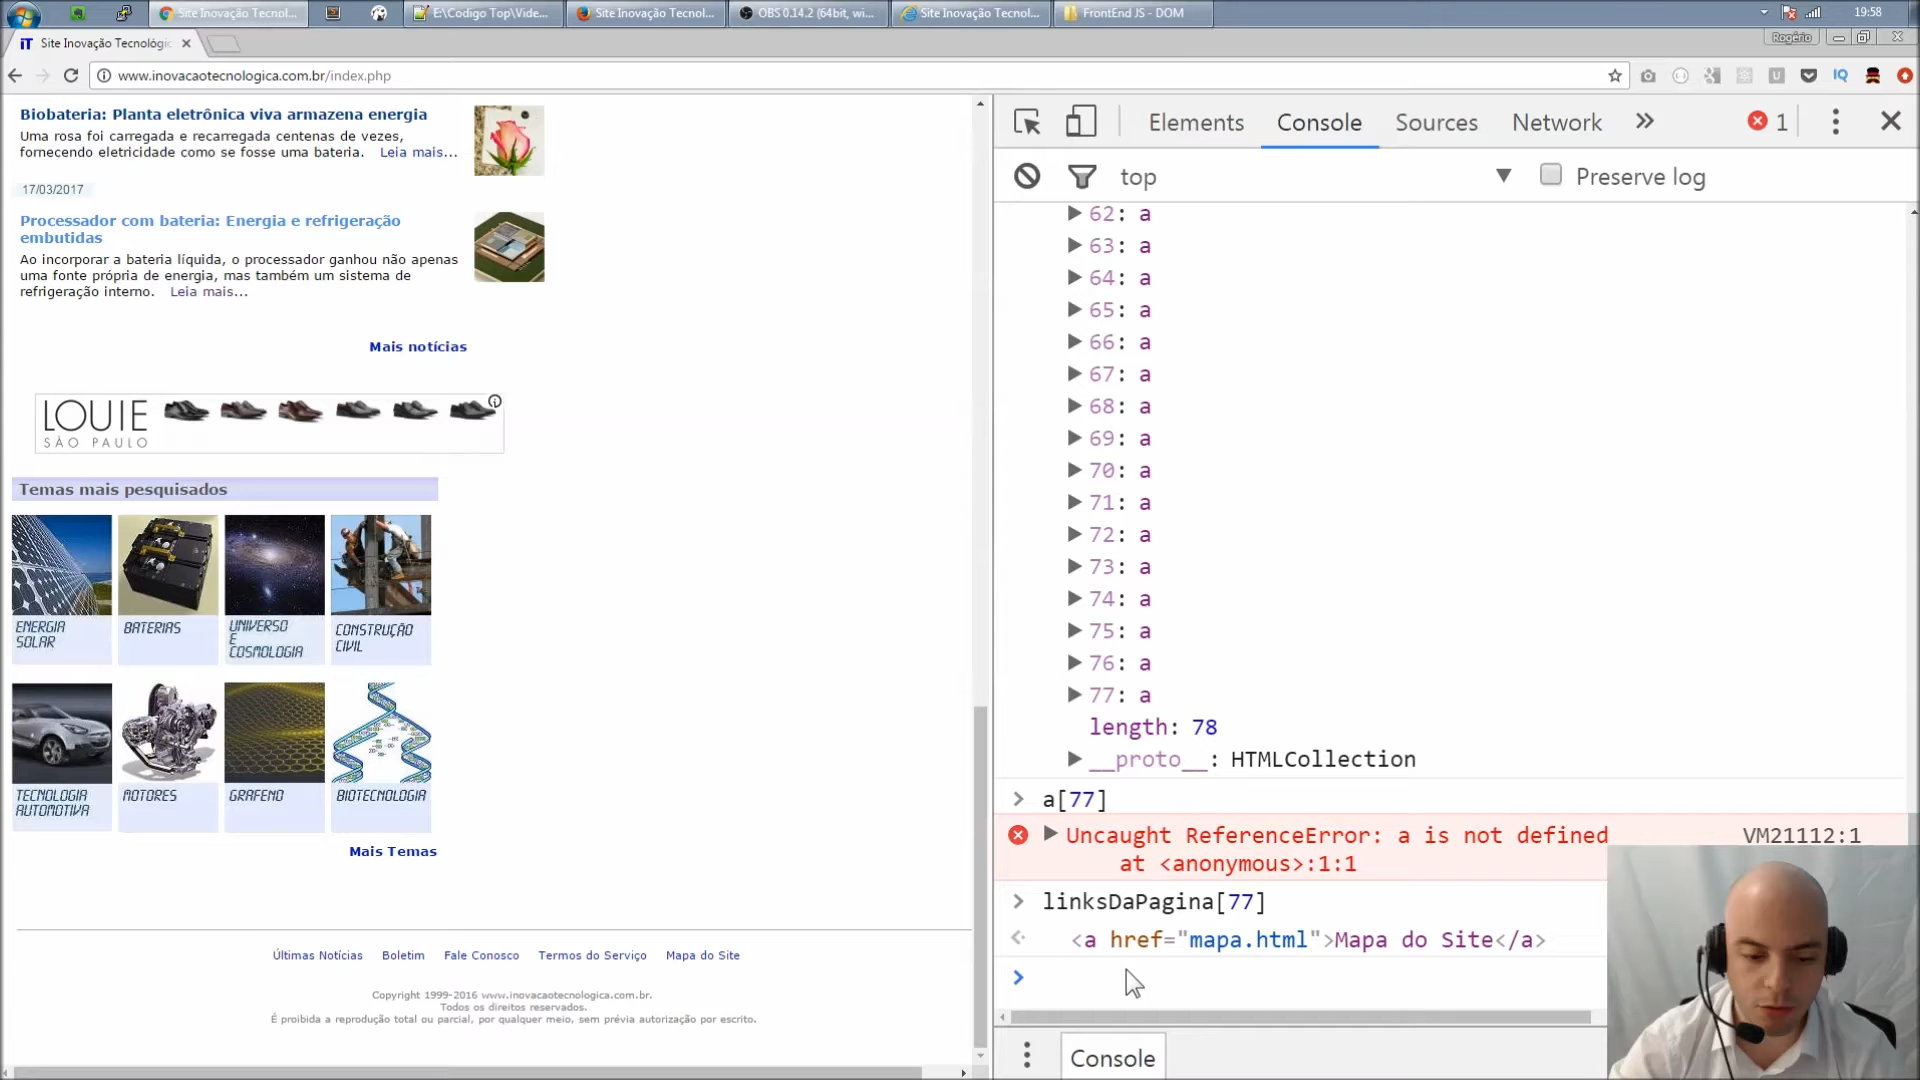 Site Inovação Tecnol...
E:\Codigo Top\Vide...
Site Inovação Tecnol...
OBS 0.14.2 (64bit, wi...
Site Inovação Tecnol...
FrontEnd JS - DOM
19:58
iT Site Inovação Tecnológic
Rogério
www.inovacaotecnologica.com.br/index.php
IQ
Biobateria: Planta eletrônica viva armazena energia
Uma rosa foi carregada e recarregada centenas de vezes,
fornecendo eletricidade como se fosse uma bateria. Leia mais...
17/03/2017
Processador com bateria: Energia e refrigeração
embutidas
Ao incorporar a bateria líquida, o processador ganhou não apenas
uma fonte própria de energia, mas também um sistema de
refrigeração interno. Leia mais...
Mais notícias
LOUIE
SÃO PAULO
Temas mais pesquisados
ENERGIA
SOLAR
BATERIAS
UNIVERSO
E
COSMOLOGIA
CONSTRUÇÃO
CIVIL
TECNOLOGIA
AUTOMOTIVA
MOTORES
GRAFENO
BIOTECNOLOGIA
Mais Temas
Últimas Notícias Boletim Fale Conosco Termos do Serviço Mapa do Site
Copyright 1999-2016 www.inovacaotecnologica.com.br.
Todos os direitos reservados.
É proibida a reprodução total ou parcial, por qualquer meio, sem prévia autorização por escrito.
Elements Console Sources Network » 1
top Preserve log
62: a
63: a
64: a
65: a
66: a
67: a
68: a
69: a
70: a
71: a
72: a
73: a
74: a
75: a
76: a
77: a
length: 78
__proto__: HTMLCollection
a[77]
Uncaught ReferenceError: a is not defined VM21112:1
at <anonymous>:1:1
linksDaPagina[77]
<a href="mapa.html">Mapa do Site</a>
Console